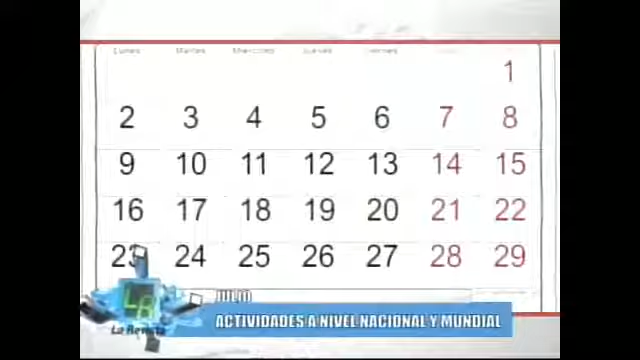 Lunes Martes Miercoles Jueves Viernes
1
2 3 4 5 6 7 8
9 10 11 12 13 14 15
16 17 18 19 20 21 22
23 24 25 26 27 28 29
JULIO
ACTIVIDADES A NIVEL NACIONAL Y MUNDIAL
LR
La Revista